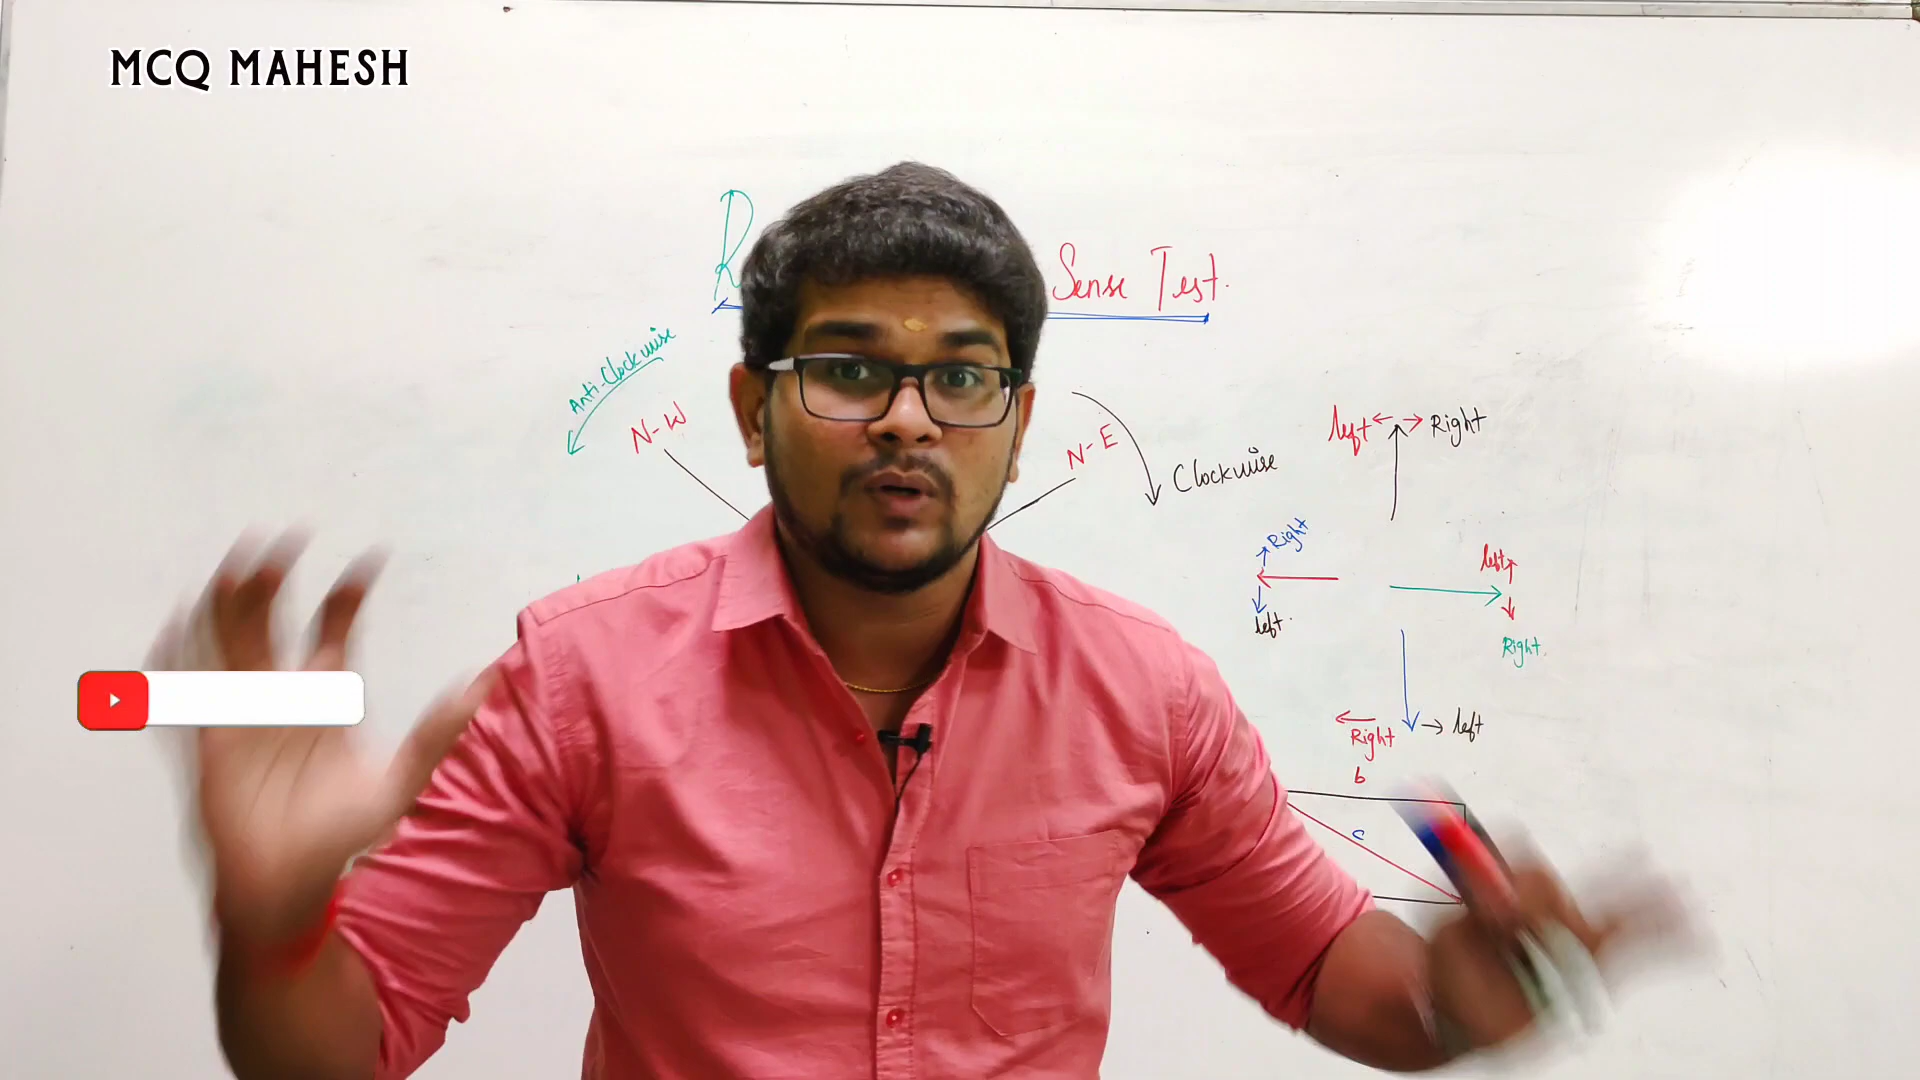 MCQ MAHESH
Sense Test.
Anti-Clockwise
N-W
N-E
Clockwise
left Right
Right
left.
left
Right.
Right
left
b
c